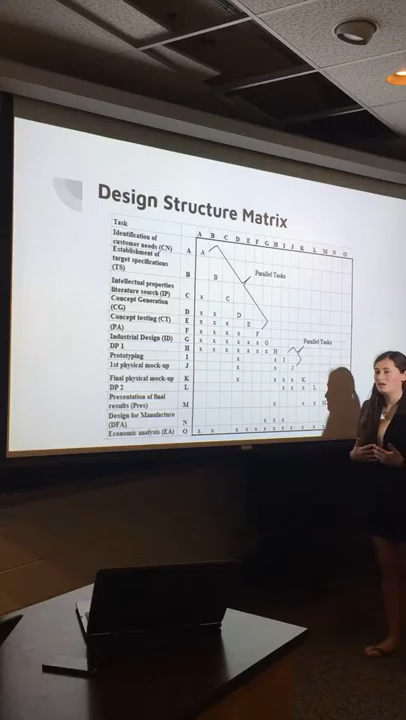 Design Structure Matrix
Task
A B C D E F G H I J K L M N O
Identification of
customer needs (CN) A A
Establishment of
target specifications
(TS) B B
Parallel Tasks
Intellectual properties
literature search (IP) C x C
Concept Generation
(CG) D x x D
Concept testing (CT) E x x x E
(PA) F x x x x F
Industrial Design (ID) G x x x x x x G
DP 1 H x x x x x x x H
Parallel Tasks
Prototyping I x x I
1st physical mock-up J x x J
Final physical mock-up K x x x K
DP 2 L x x x L
Presentation of final
results (Pres) M x x x M
Design for Manufacture
(DFA) N x x x
Economic analysis (EA) O x x